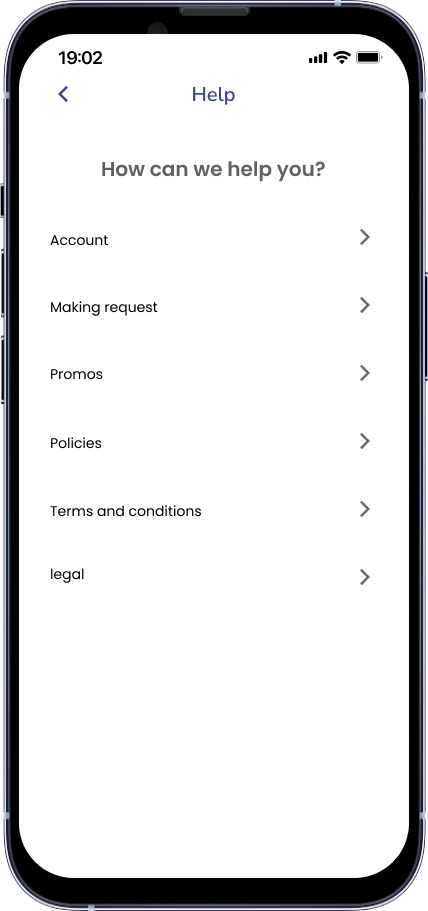 19:02
Help
How can we help you?
Account
Making request
Promos
Policies
Terms and conditions
legal